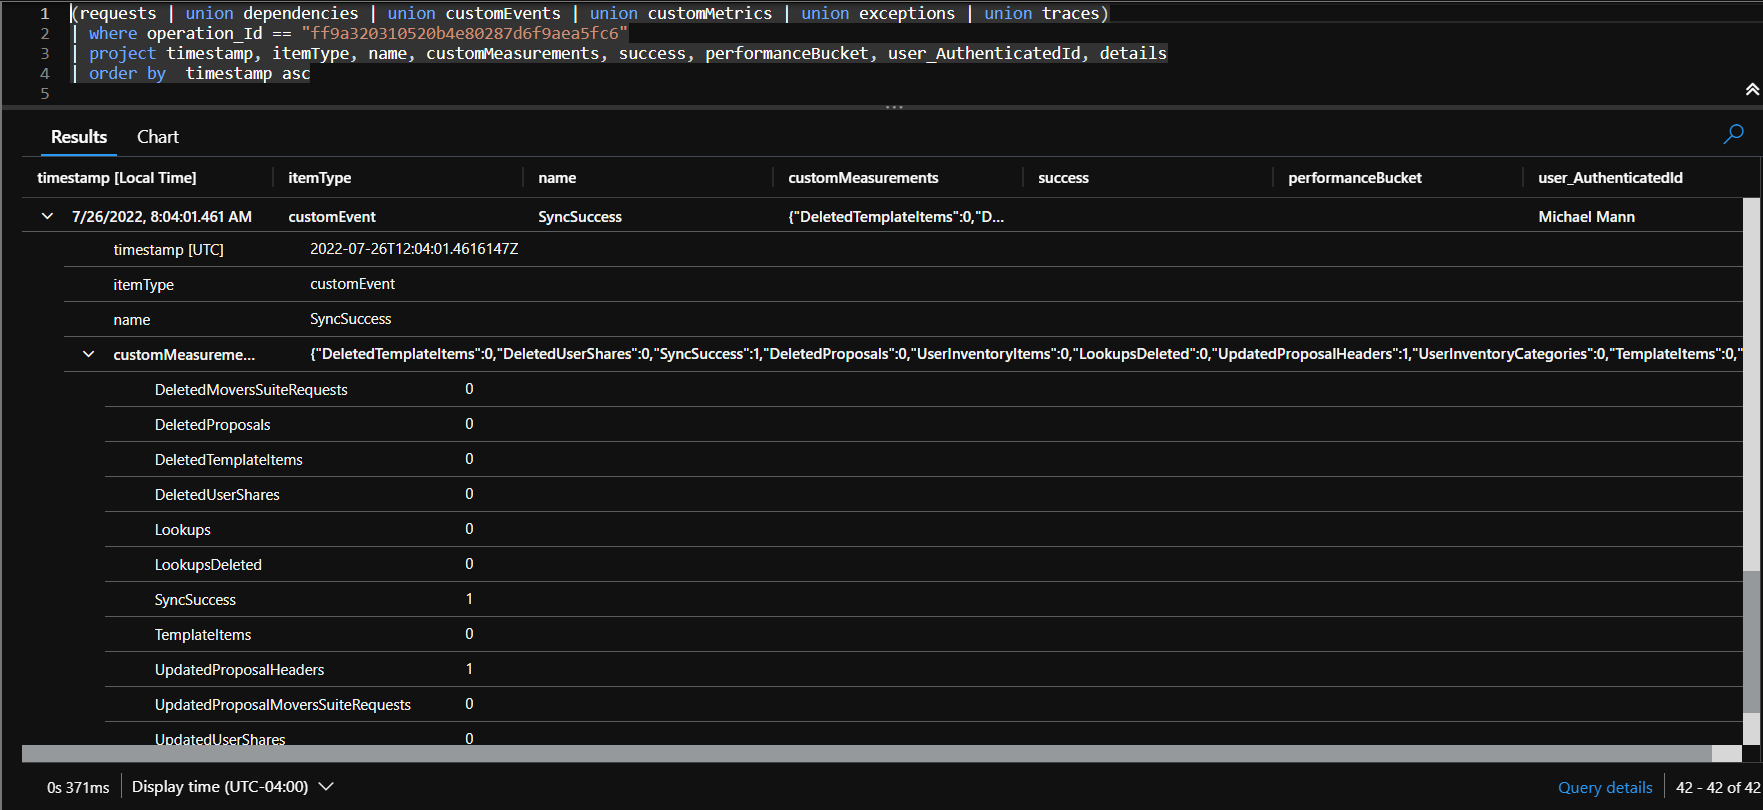 1 (requests | union dependencies | union customEvents | union customMetrics | union exceptions | union traces)
2 | where operation_Id == "ff9a320310520b4e80287d6f9aea5fc6"
3 | project timestamp, itemType, name, customMeasurements, success, performanceBucket, user_AuthenticatedId, details
4 | order by  timestamp asc
5
Results Chart
timestamp [Local Time] itemType name customMeasurements success performanceBucket user_AuthenticatedId
7/26/2022, 8:04:01.461 AM customEvent SyncSuccess {"DeletedTemplateItems":0,"D... Michael Mann
timestamp [UTC] 2022-07-26T12:04:01.4616147Z
itemType customEvent
name SyncSuccess
customMeasureme... {"DeletedTemplateItems":0,"DeletedUserShares":0,"SyncSuccess":1,"DeletedProposals":0,"UserInventoryItems":0,"LookupsDeleted":0,"UpdatedProposalHeaders":1,"UserInventoryCategories":0,"TemplateItems":0,"
DeletedMoversSuiteRequests 0
DeletedProposals 0
DeletedTemplateItems 0
DeletedUserShares 0
Lookups 0
LookupsDeleted 0
SyncSuccess 1
TemplateItems 0
UpdatedProposalHeaders 1
UpdatedProposalMoversSuiteRequests 0
UpdatedUserShares 0
0s 371ms Display time (UTC-04:00) Query details 42 - 42 of 42